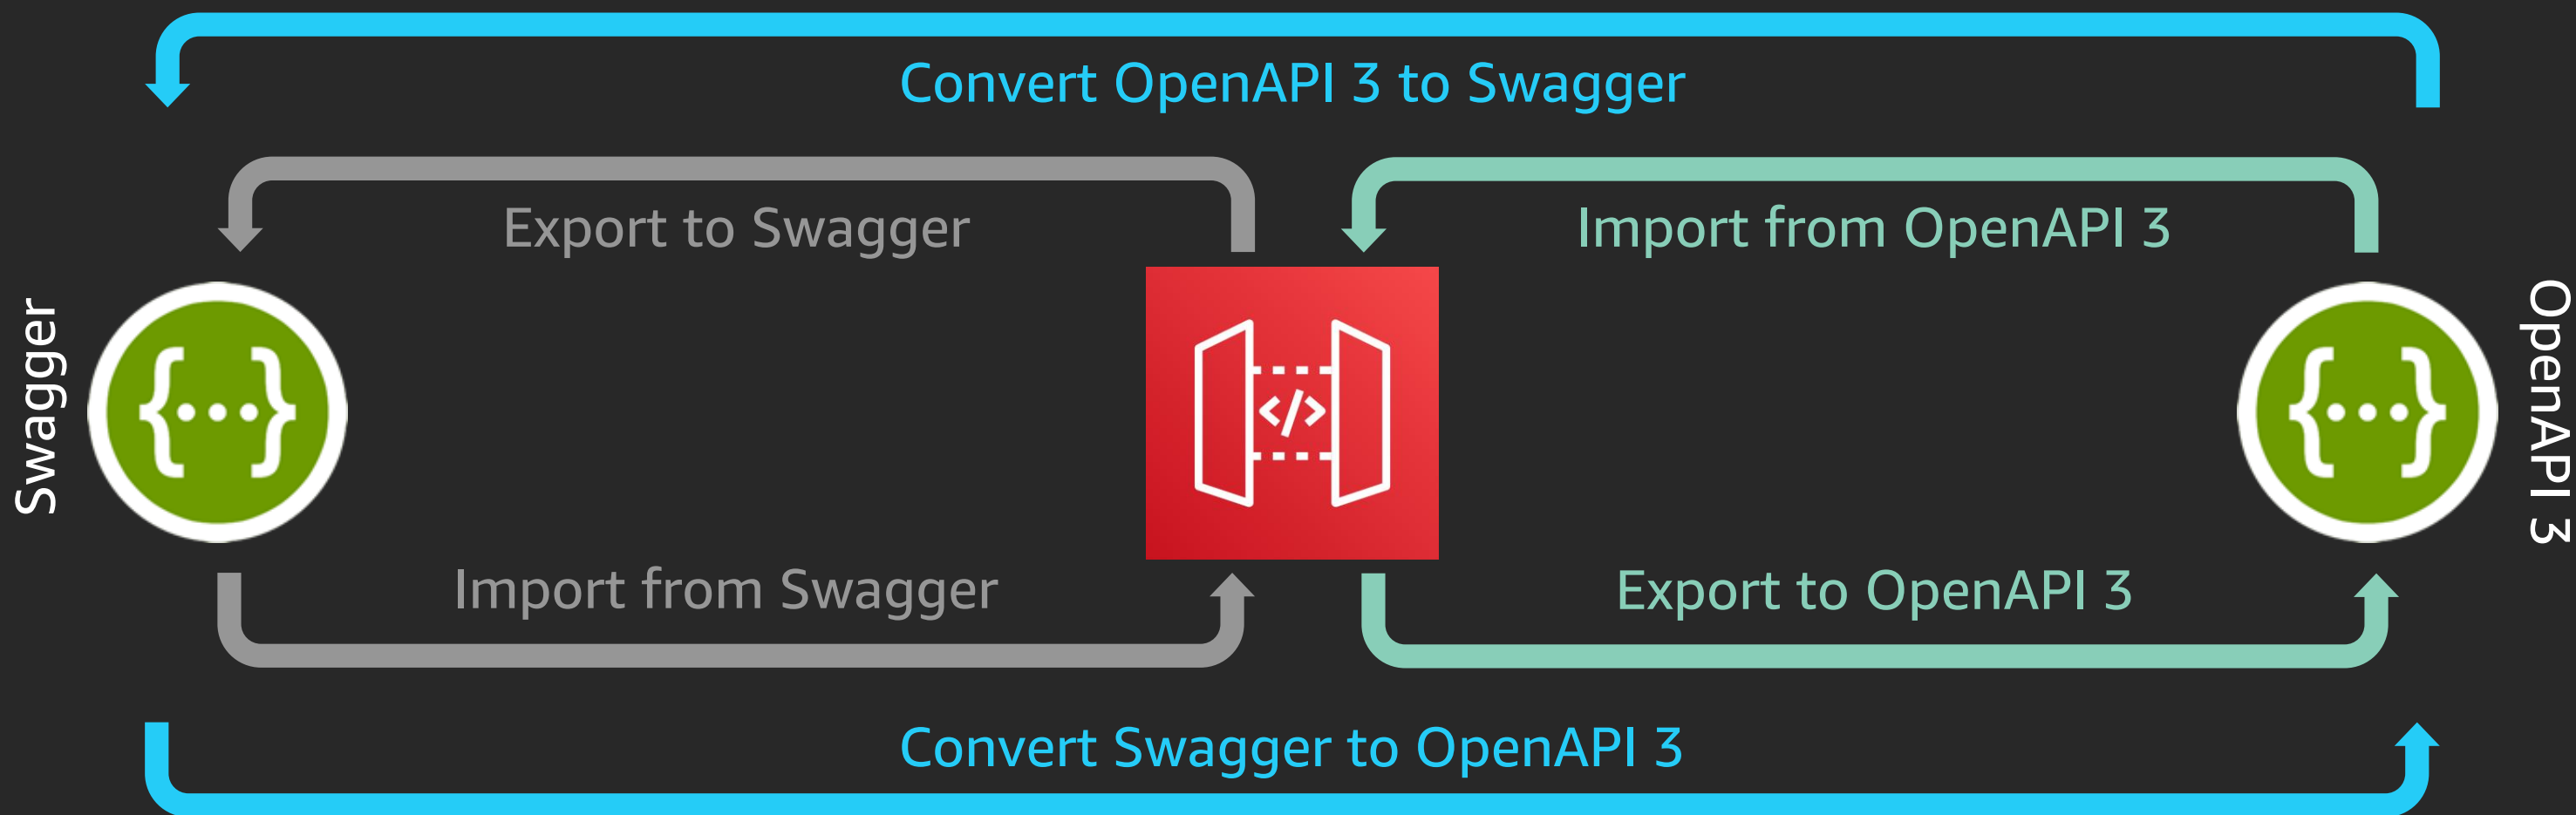 Convert OpenAPI 3 to Swagger
Export to Swagger
Import from OpenAPI 3
Swagger
{...}
</>
{...}
OpenAPI 3
Import from Swagger
Export to OpenAPI 3
Convert Swagger to OpenAPI 3